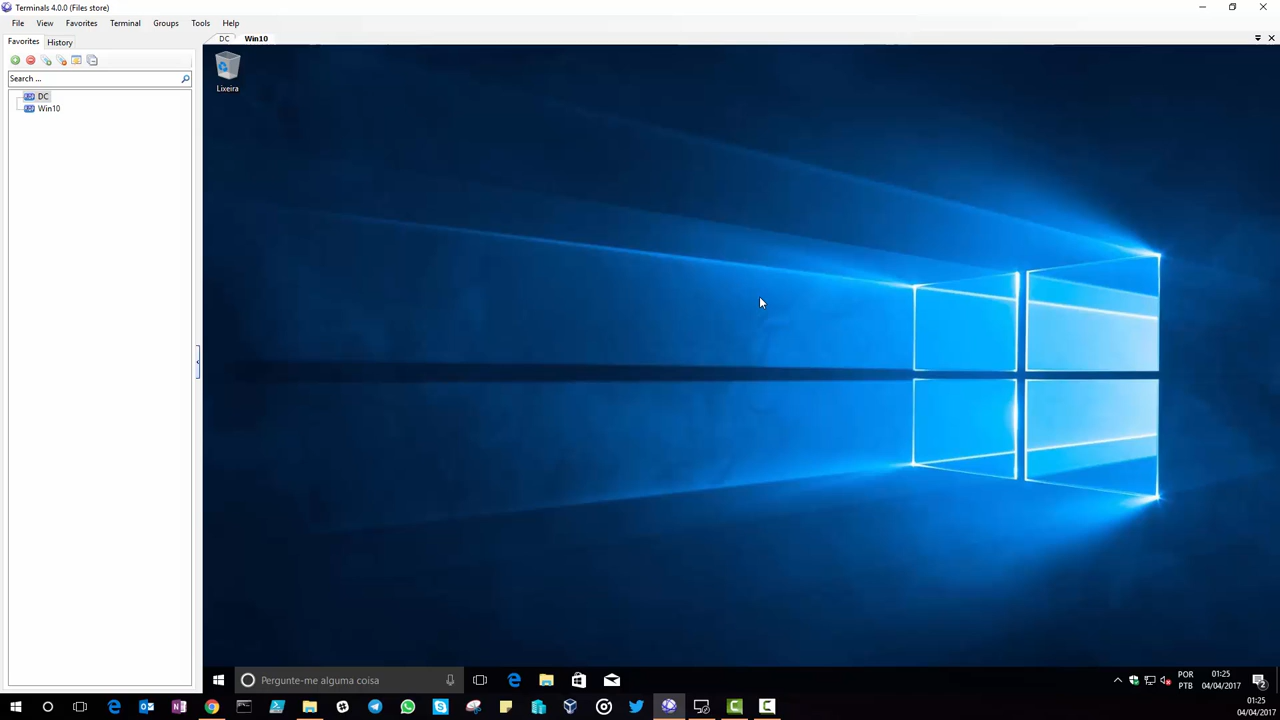 Terminals 4.0.0 (Files store)
File View Favorites Terminal Groups Tools Help
Favorites History
DC Win10
Search ...
DC
Win10
Lixeira
Pergunte-me alguma coisa
POR
PTB
01:25
04/04/2017
2
01:25
04/04/2017